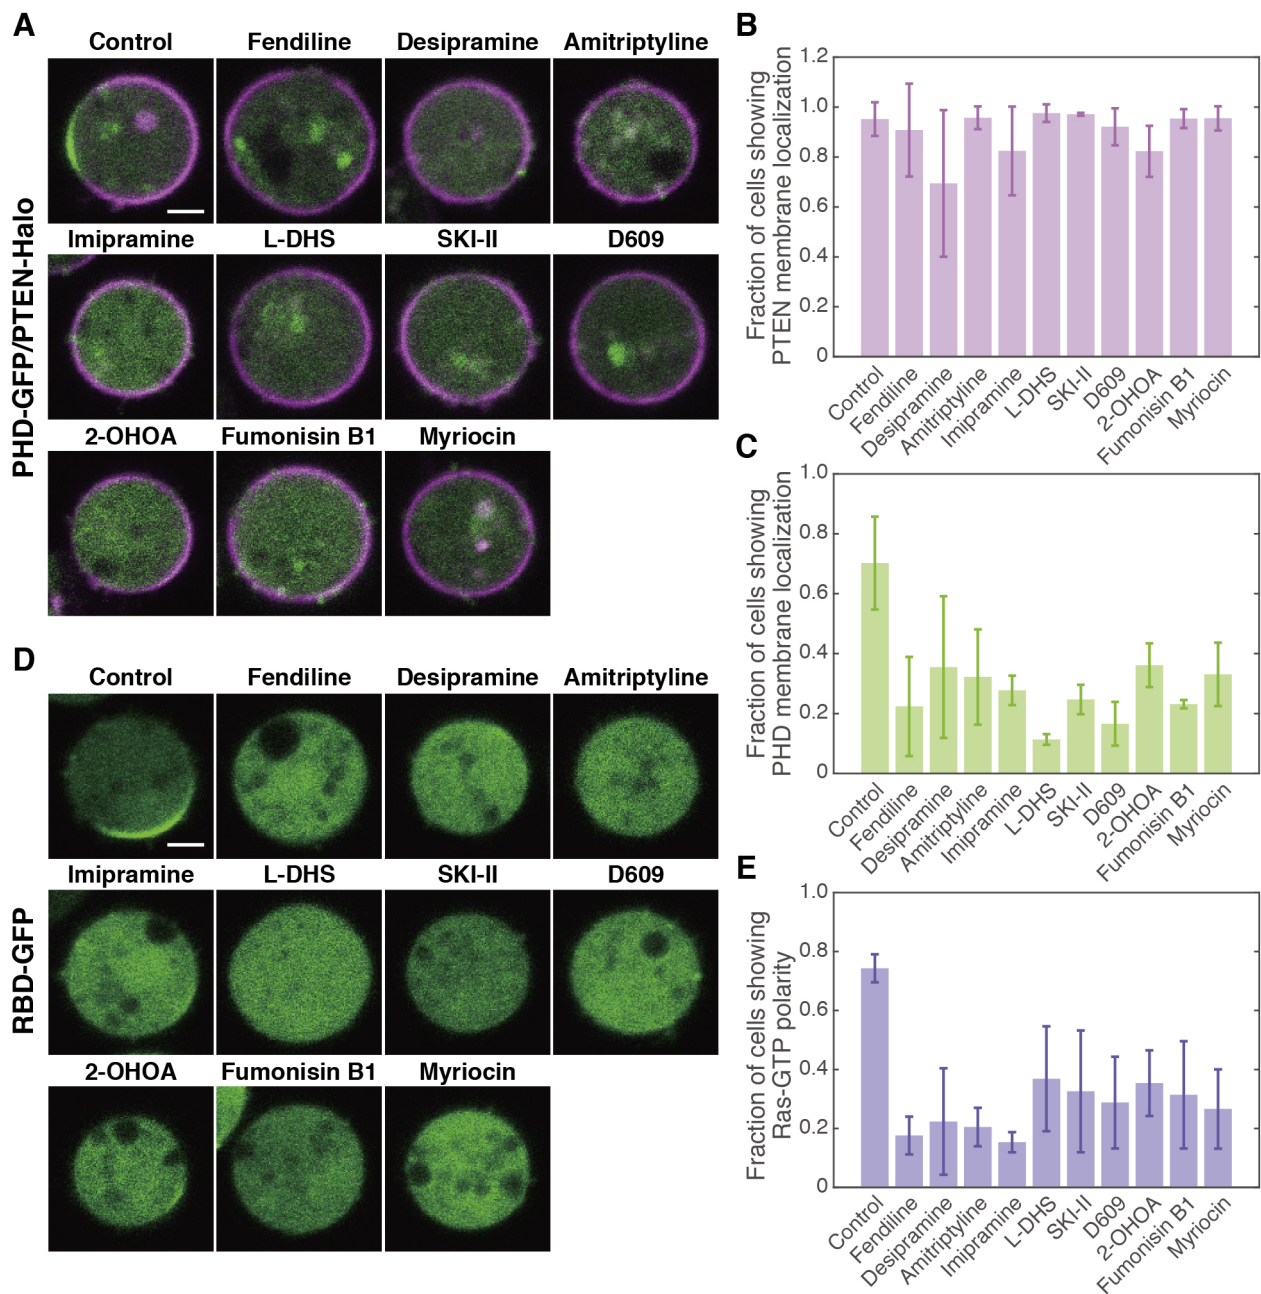 A
Control Fendiline Desipramine Amitriptyline
Imipramine L-DHS SKI-II D609
2-OHOA Fumonisin B1 Myriocin
PHD-GFP/PTEN-Halo
B
Fraction of cells showing
PTEN membrane localization
1.2
1.0
0.8
0.6
0.4
0.2
0
Control
Fendiline
Desipramine
Amitriptyline
Imipramine
L-DHS
SKI-II
D609
2-OHOA
Fumonisin B1
Myriocin
C
Fraction of cells showing
PHD membrane localization
1.0
0.8
0.6
0.4
0.2
0
Control
Fendiline
Desipramine
Amitriptyline
Imipramine
L-DHS
SKI-II
D609
2-OHOA
Fumonisin B1
Myriocin
D
Control Fendiline Desipramine Amitriptyline
Imipramine L-DHS SKI-II D609
2-OHOA Fumonisin B1 Myriocin
RBD-GFP
E
Fraction of cells showing
Ras-GTP polarity
1.0
0.8
0.6
0.4
0.2
0
Control
Fendiline
Desipramine
Amitriptyline
Imipramine
L-DHS
SKI-II
D609
2-OHOA
Fumonisin B1
Myriocin